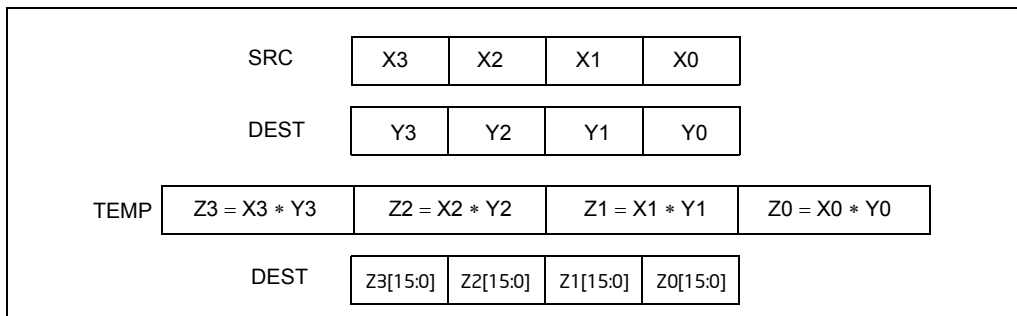 SRC X3 X2 X1 X0
DEST Y3 Y2 Y1 Y0
TEMP Z3 = X3 ∗ Y3 Z2 = X2 ∗ Y2 Z1 = X1 ∗ Y1 Z0 = X0 ∗ Y0
DEST Z3[15:0] Z2[15:0] Z1[15:0] Z0[15:0]